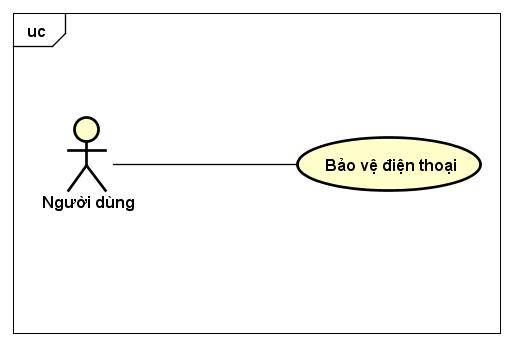 uc
Bảo vệ điện thoại
Người dùng